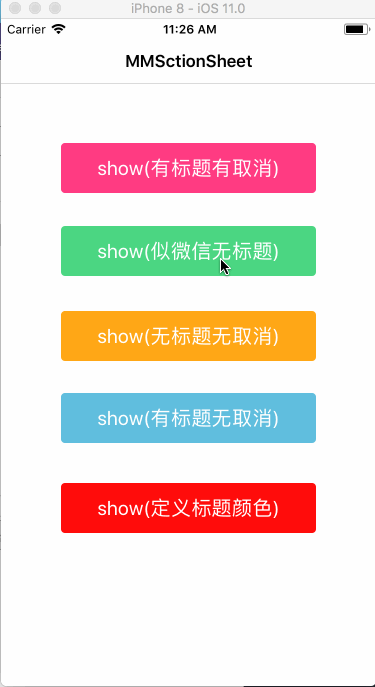 iPhone 8 - iOS 11.0
Carrier 11:26 AM
MMSctionSheet
show(有标题有取消)
show(似微信无标题)
show(无标题无取消)
show(有标题无取消)
show(定义标题颜色)